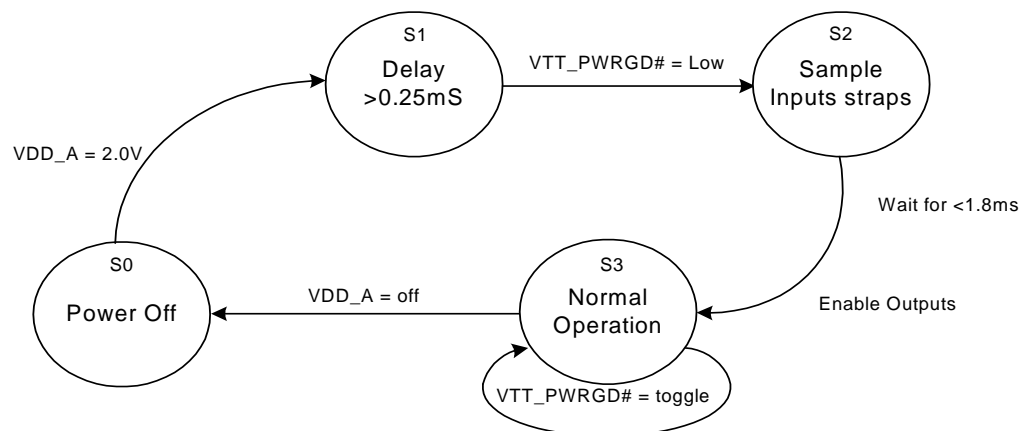 S1
Delay
>0.25mS
VTT_PWRGD# = Low
S2
Sample
Inputs straps
VDD_A = 2.0V
Wait for <1.8ms
S0
Power Off
VDD_A = off
S3
Normal
Operation
Enable Outputs
VTT_PWRGD# = toggle